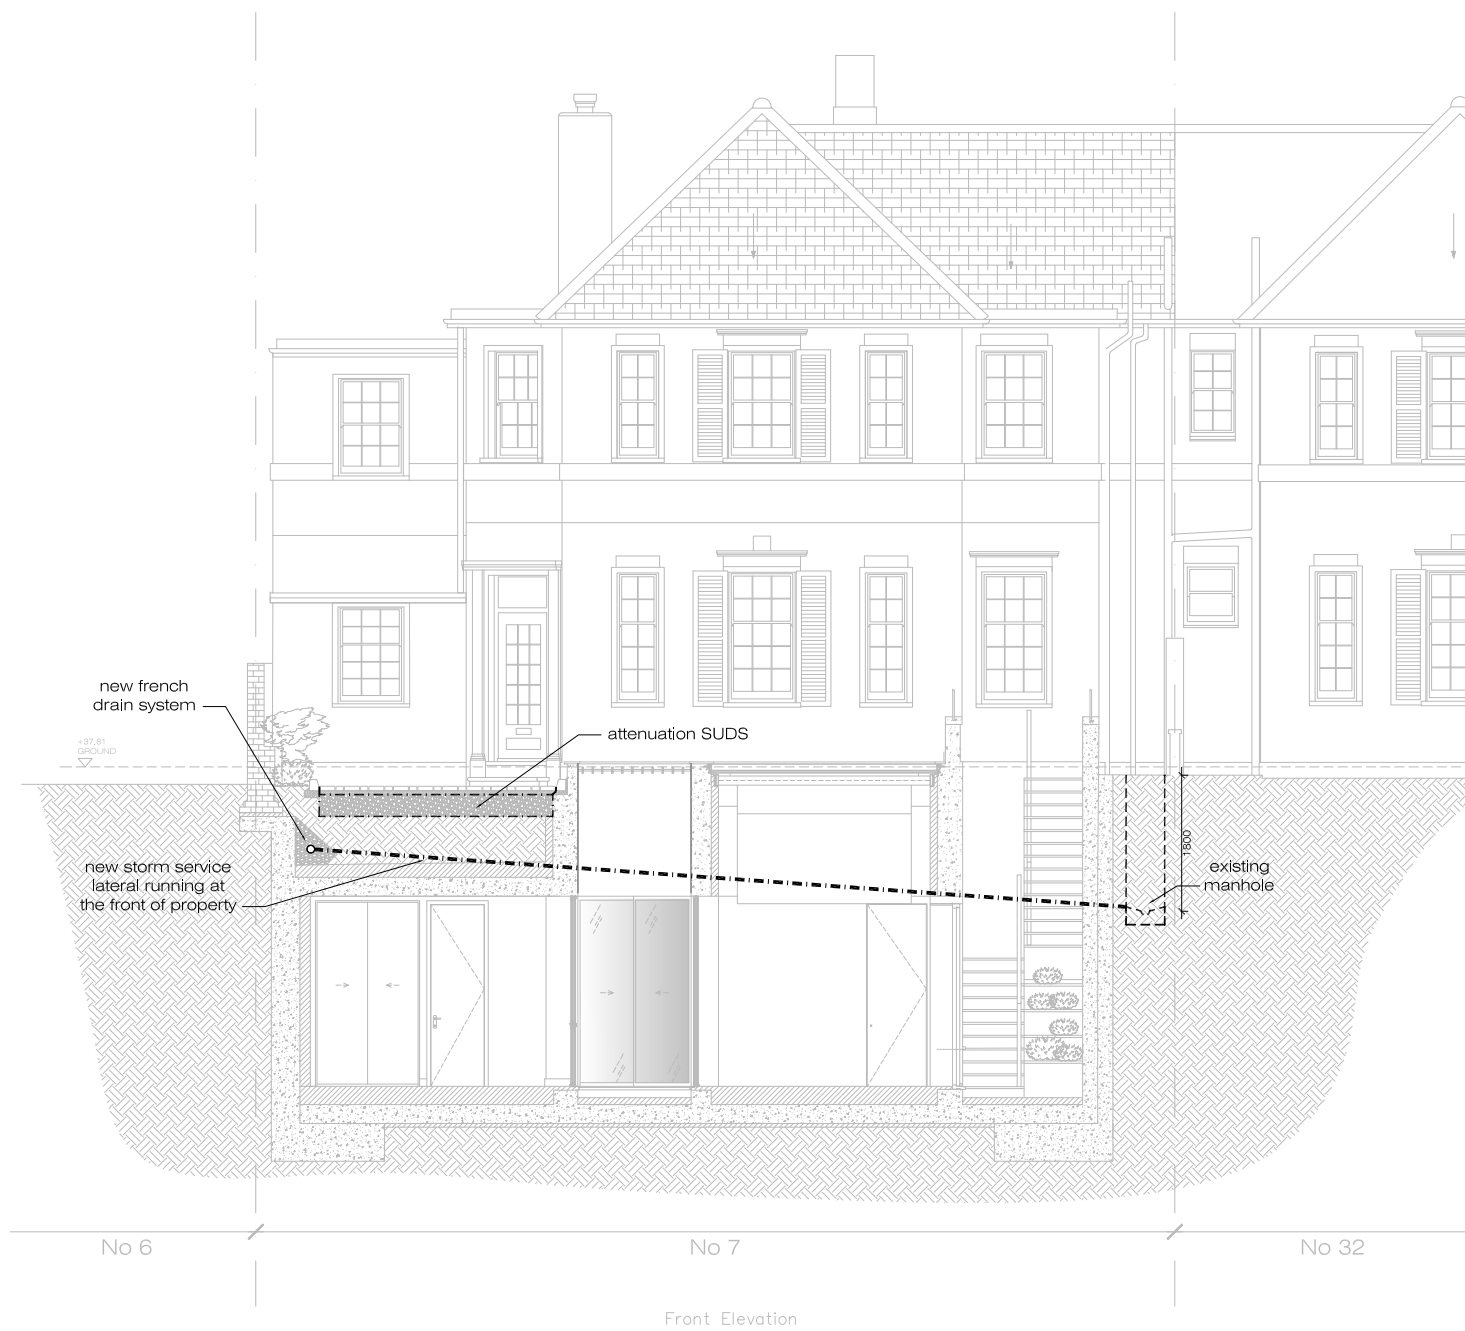 new french
drain system
attenuation SUDS
+37,61
GROUND
new storm service
lateral running at
the front of property
1800
existing
manhole
No 6
No 7
No 32
Front Elevation